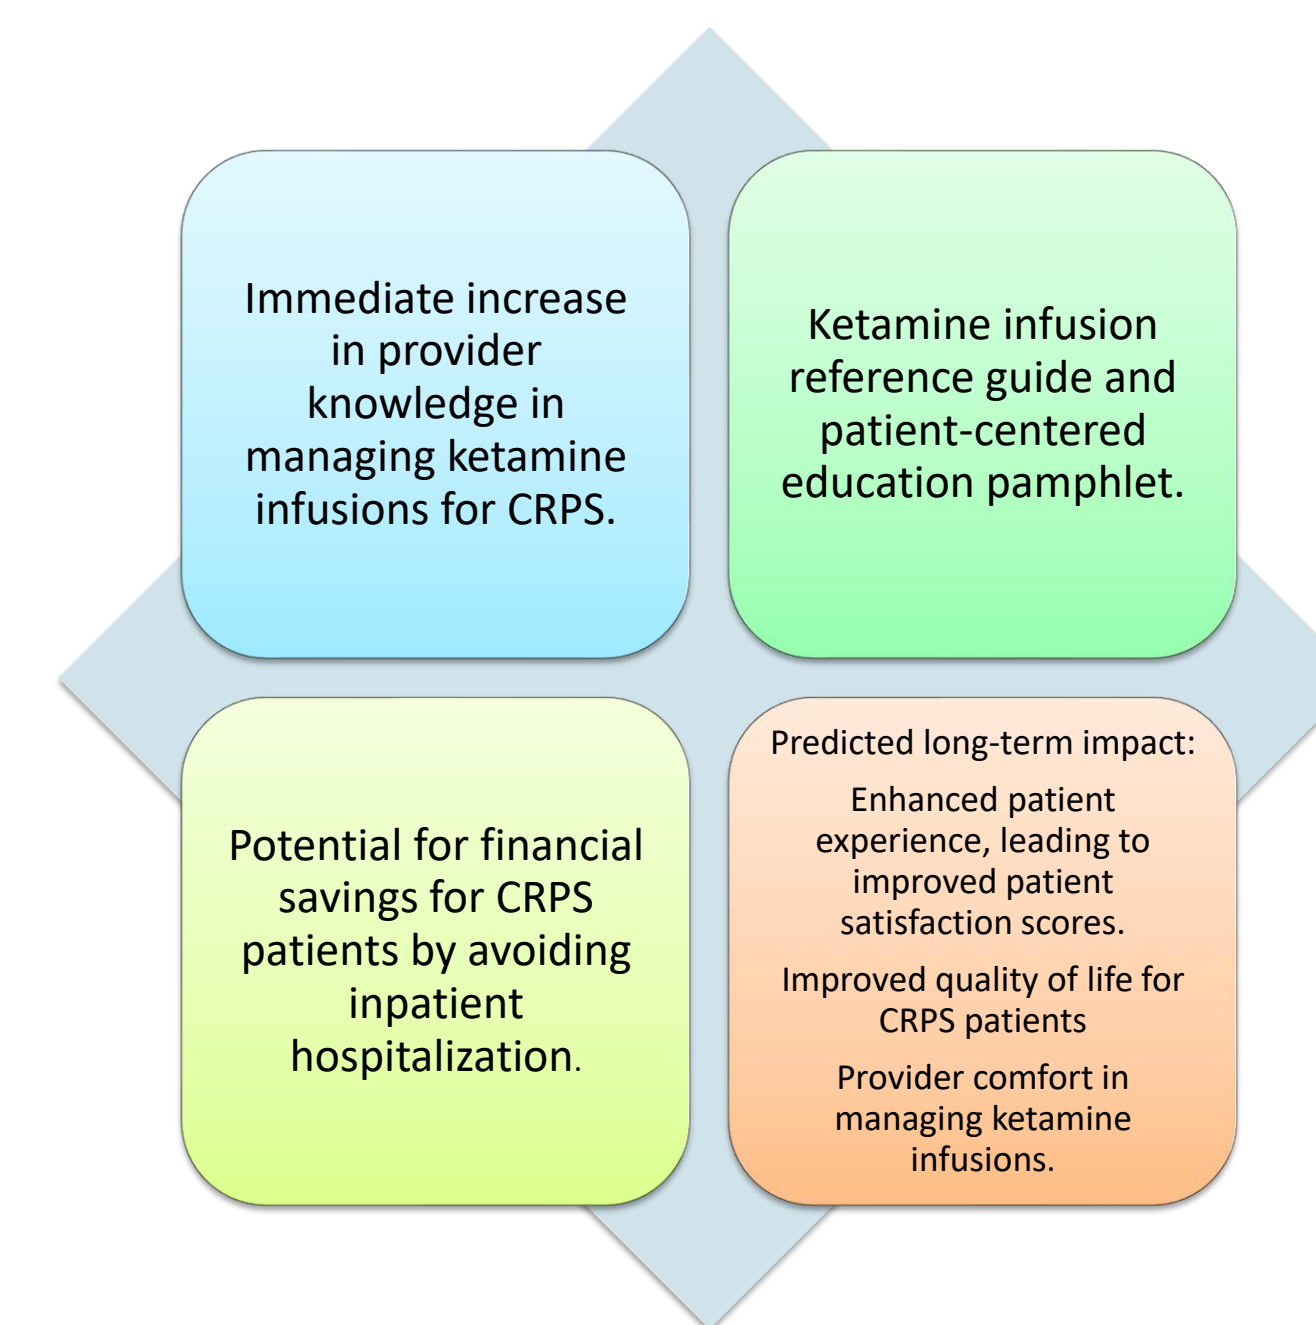 Immediate increase
in provider
knowledge in
managing ketamine
infusions for CRPS.
Ketamine infusion
reference guide and
patient-centered
education pamphlet.
Potential for financial
savings for CRPS
patients by avoiding
inpatient
hospitalization.
Predicted long-term impact:
Enhanced patient
experience, leading to
improved patient
satisfaction scores.
Improved quality of life for
CRPS patients
Provider comfort in
managing ketamine
infusions.